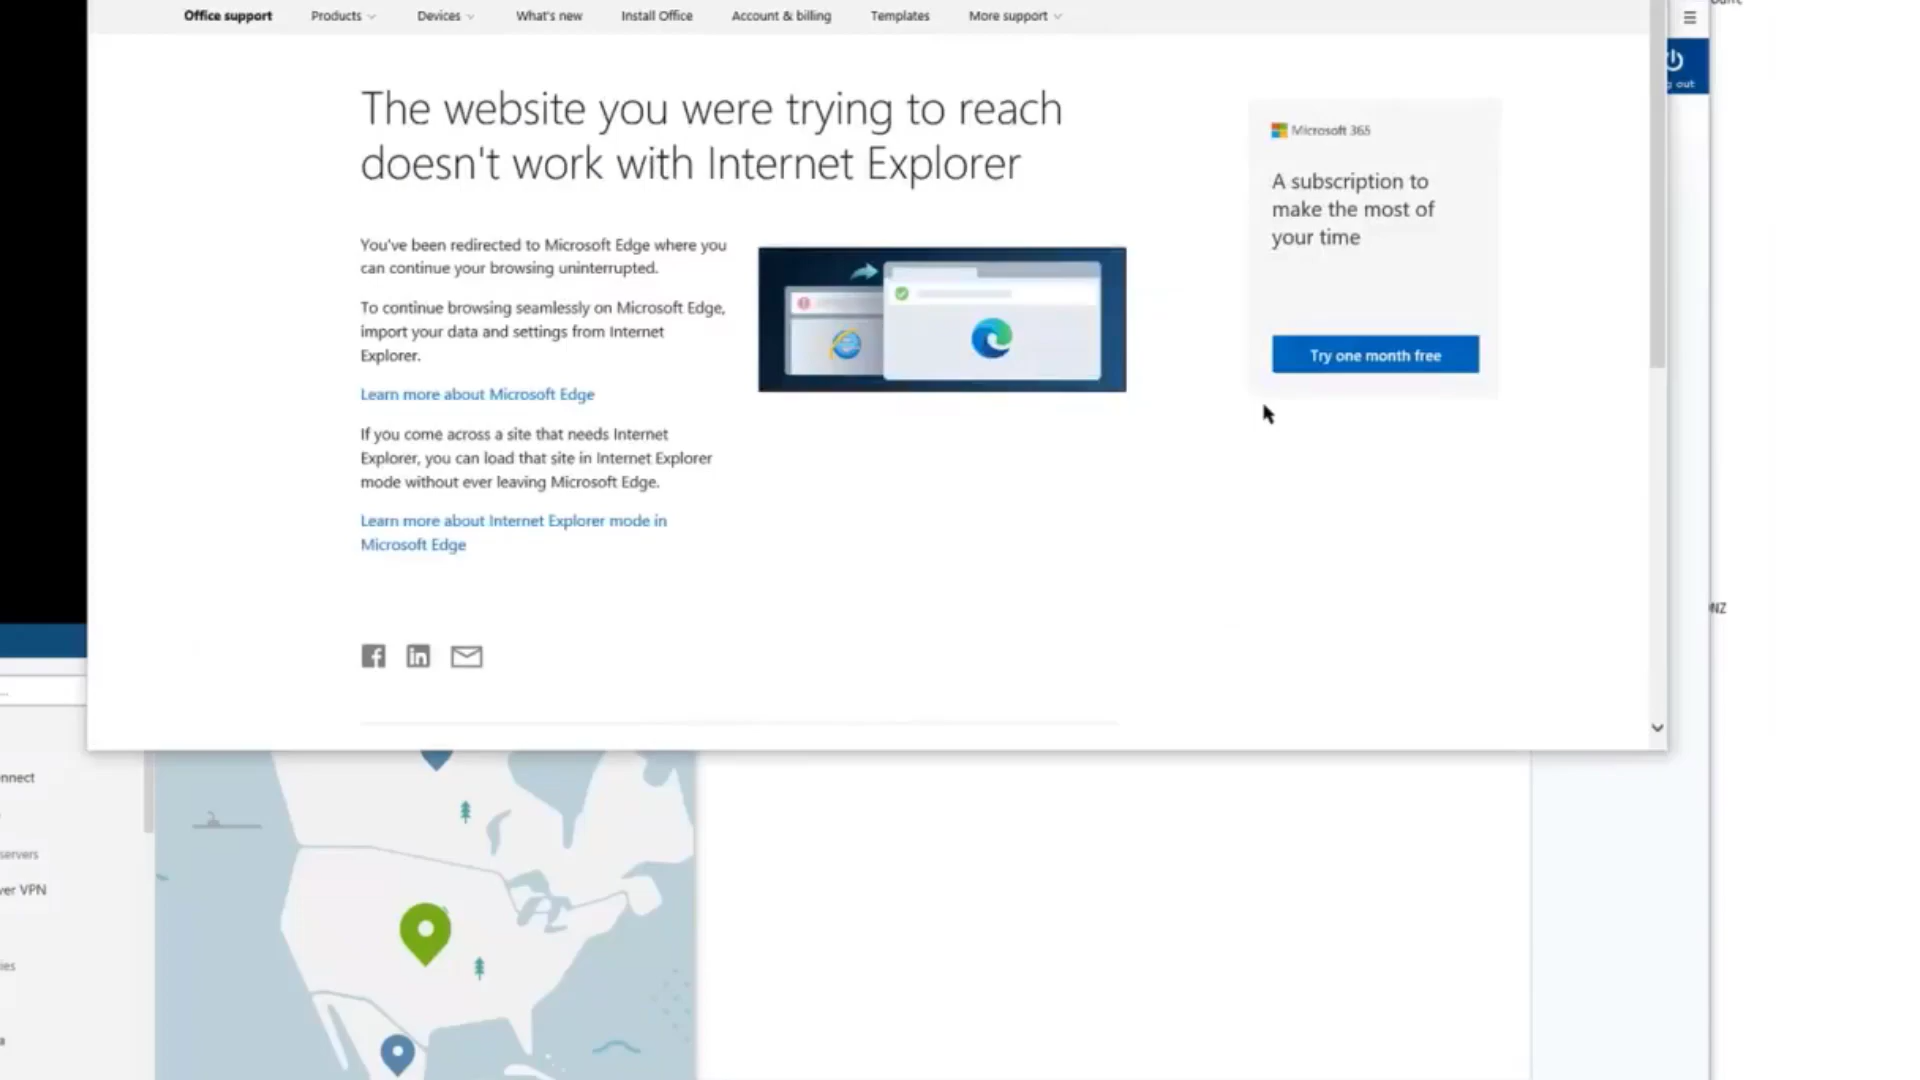 Office support
Products
Devices
What's new
Install Office
Account & billing
Templates
More support
The website you were trying to reach
doesn't work with Internet Explorer
You've been redirected to Microsoft Edge where you
can continue your browsing uninterrupted.
To continue browsing seamlessly on Microsoft Edge,
import your data and settings from Internet
Explorer.
Learn more about Microsoft Edge
If you come across a site that needs Internet
Explorer, you can load that site in Internet Explorer
mode without ever leaving Microsoft Edge.
Learn more about Internet Explorer mode in
Microsoft Edge
Microsoft 365
A subscription to
make the most of
your time
Try one month free
out
NZ
nnect
servers
ver VPN
ies